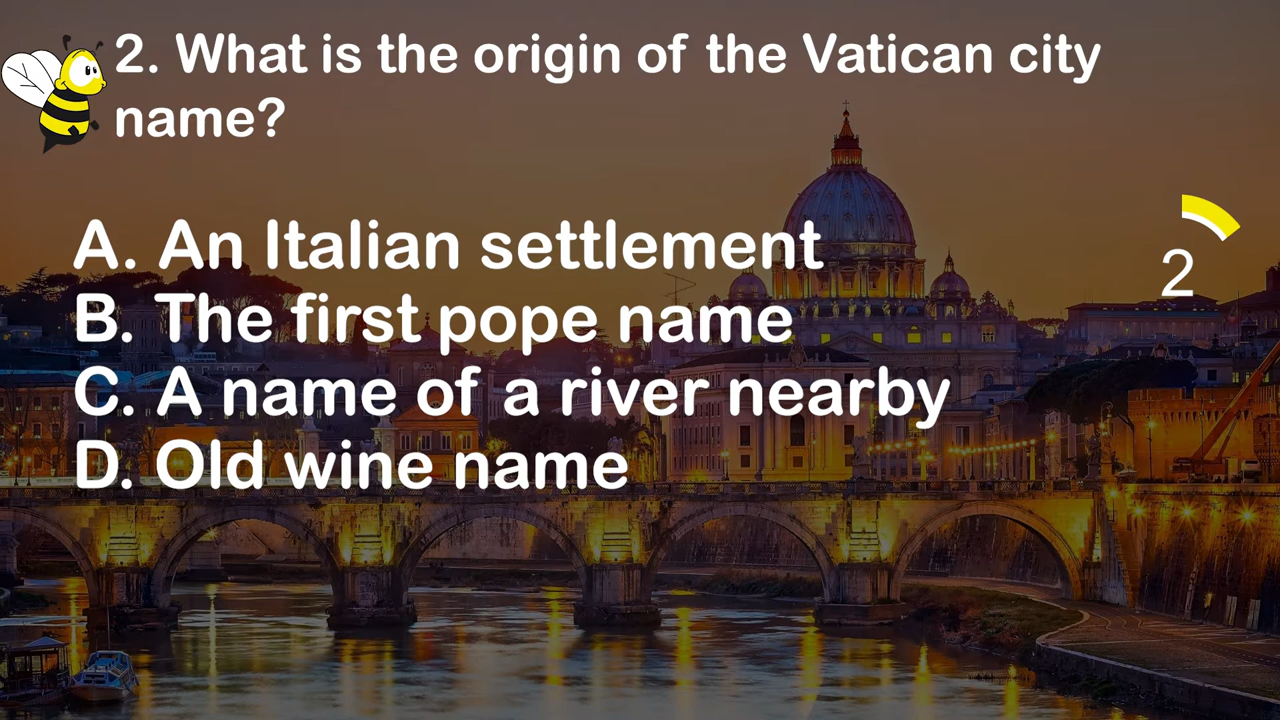 2. What is the origin of the Vatican city
name?
A. An Italian settlement
B. The first pope name
C. A name of a river nearby
D. Old wine name
2